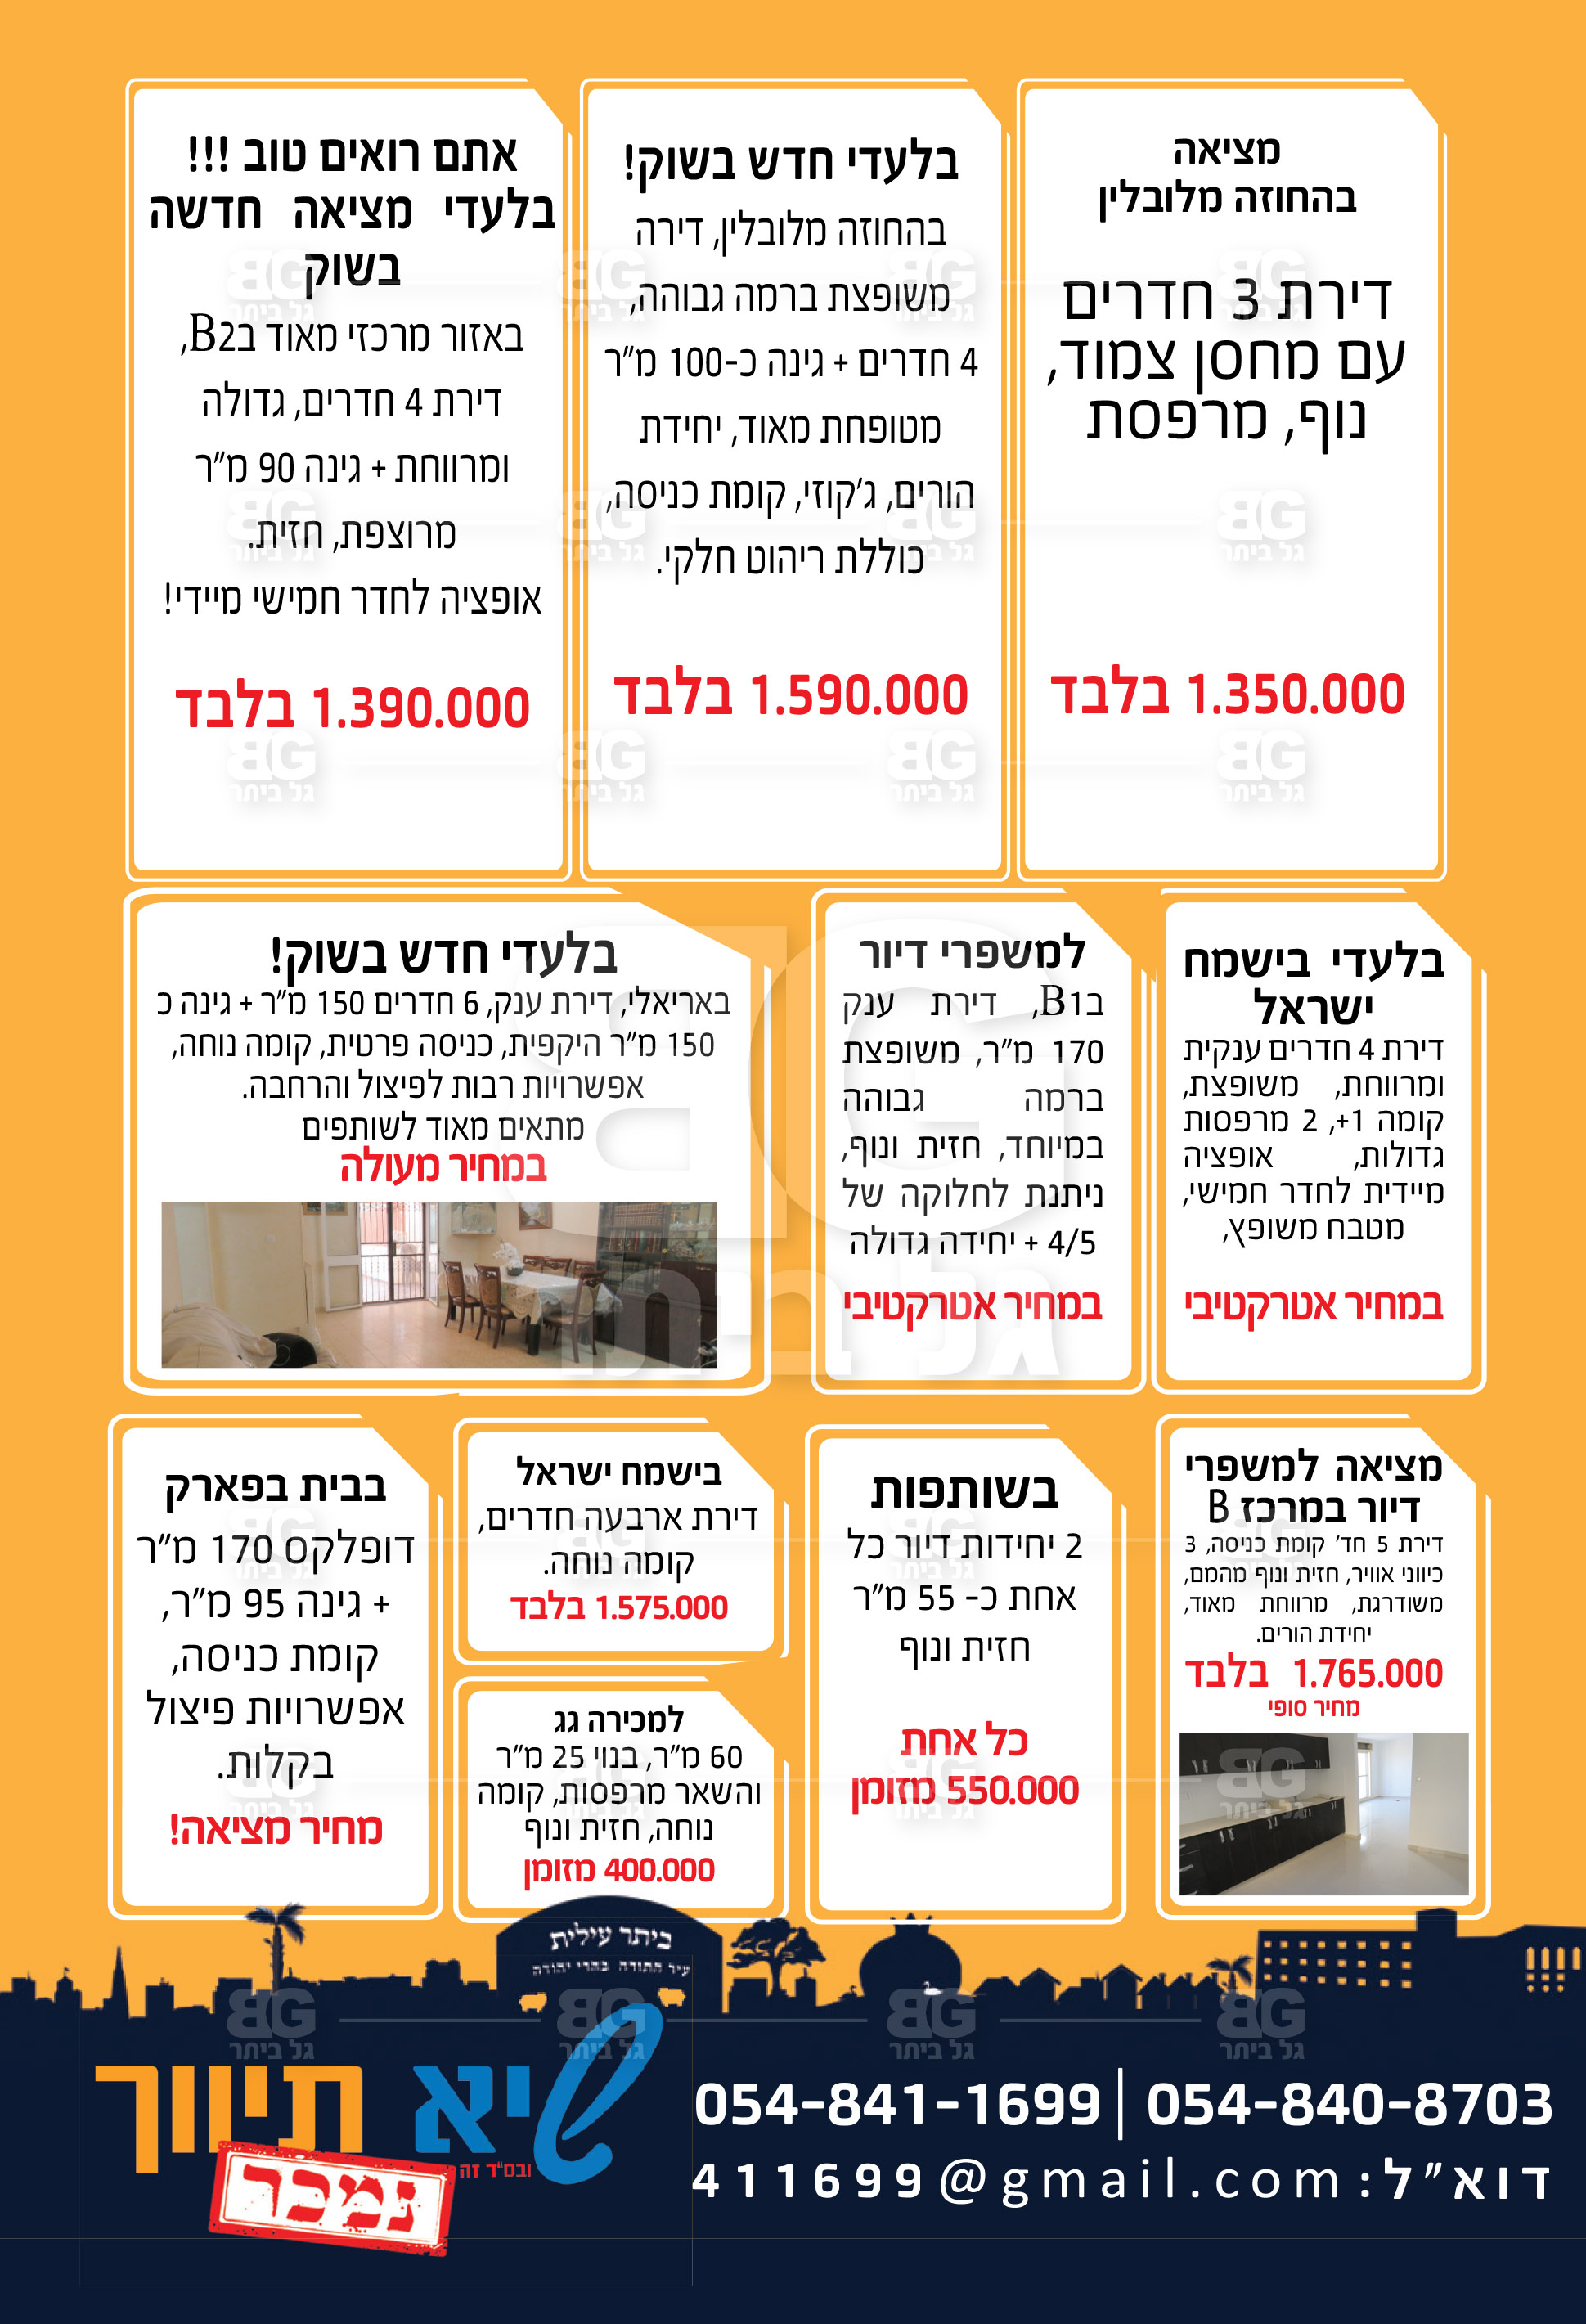 מציאה
בהחוזה מלובלין
דירת 3 חדרים
עם מחסן צמוד,
נוף, מרפסת
1.350.000 בלבד
בלעדי חדש בשוק!
בהחוזה מלובלין, דירה
משופצת ברמה גבוהה,
4 חדרים + גינה כ-100 מ"ר
מטופחת מאוד, יחידת
הורים, ג'קוזי, קומת כניסה,
כוללת ריהוט חלקי.
1.590.000 בלבד
אתם רואים טוב !!!
בלעדי מציאה חדשה
בשוק
באזור מרכזי מאוד בB2,
דירת 4 חדרים, גדולה
ומרווחת + גינה 90 מ"ר
מרוצפת, חזית.
אופציה לחדר חמישי מיידי!
1.390.000 בלבד
בלעדי בישמח
ישראל
דירת 4 חדרים ענקית
ומרווחת, משופצת,
קומה 1+, 2 מרפסות
גדולות, אופציה
מיידית לחדר חמישי,
מטבח משופץ,
במחיר אטרקטיבי
למשפרי דיור
בB1, דירת ענק
170 מ"ר, משופצת
ברמה גבוהה
במיוחד, חזית ונוף,
ניתנת לחלוקה של
4/5 + יחידה גדולה
במחיר אטרקטיבי
בלעדי חדש בשוק!
באריאלי, דירת ענק, 6 חדרים 150 מ"ר + גינה כ
150 מ"ר היקפית, כניסה פרטית, קומה נוחה,
אפשרויות רבות לפיצול והרחבה.
מתאים מאוד לשותפים
במחיר מעולה
מציאה למשפרי
דיור במרכז B
דירת 5 חד' קומת כניסה, 3
כיווני אוויר, חזית ונוף מהמם,
משודרגת, מרווחת מאוד,
יחידת הורים.
1.765.000 בלבד
מחיר סופי
בשותפות
2 יחידות דיור כל
אחת כ- 55 מ"ר
חזית ונוף
כל אחת
550.000 מזומן
בישמח ישראל
דירת ארבעה חדרים,
קומה נוחה.
1.575.000 בלבד
למכירה גג
60 מ"ר, בנוי 25 מ"ר
והשאר מרפסות, קומה
נוחה, חזית ונוף
400.000 מזומן
בבית בפארק
דופלקס 170 מ"ר
+ גינה 95 מ"ר,
קומת כניסה,
אפשרויות פיצול
בקלות.
מחיר מציאה!
ביתר עילית
עיר התורה בהרי יהודה
שיא תיווך
ובס"ד זה
נמכר
054-841-1699 | 054-840-8703
דוא"ל: 411699@gmail.com
BG
גל ביתר